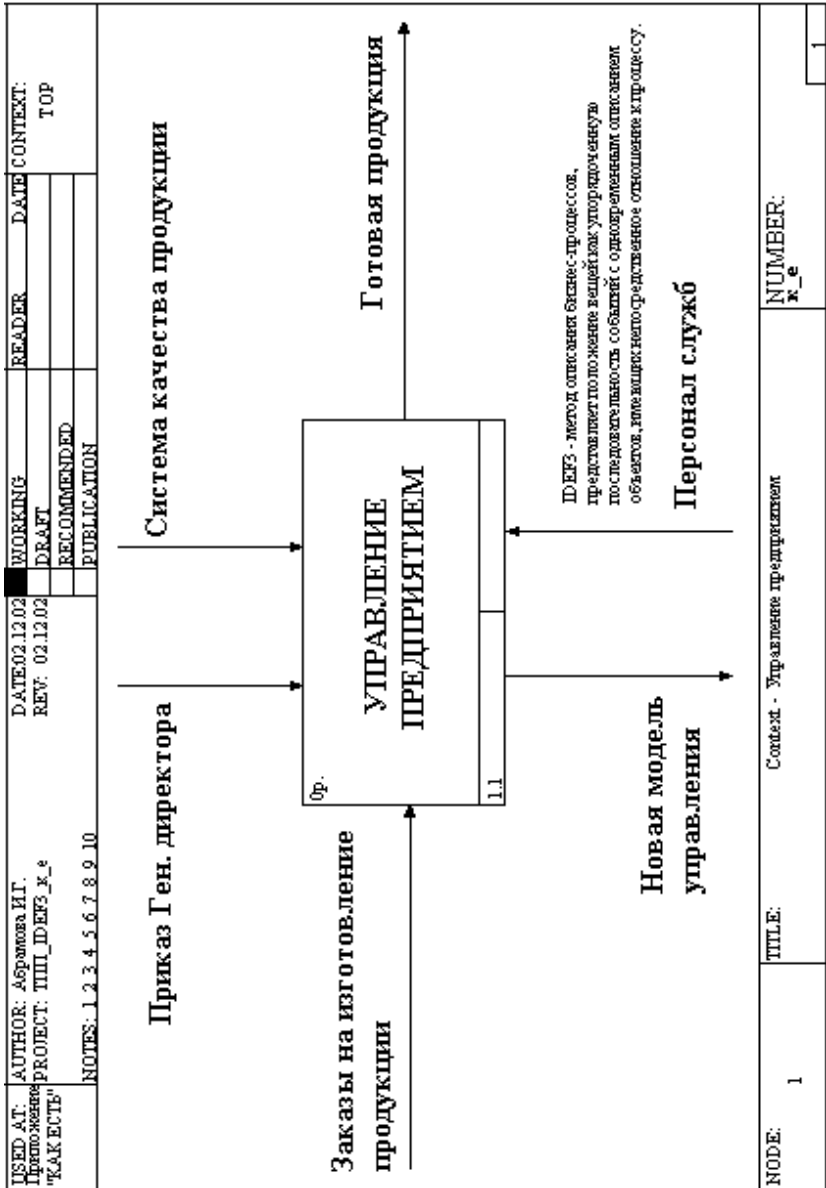 USED AT:
Приложение
"КАК ЕСТЬ"
AUTHOR: Абрамова И.Г.
PROJECT: ТПП_IDEF3_к_е
NOTES: 1 2 3 4 5 6 7 8 9 10
DATE:02.12.02
REV: 02.12.02
WORKING
DRAFT
RECOMMENDED
PUBLICATION
READER
DATE
CONTEXT:
TOP
Приказ Ген. директора
Система качества продукции
Заказы на изготовление
продукции
0р.
УПРАВЛЕНИЕ
ПРЕДПРИЯТИЕМ
1.1
Готовая продукция
IDEF3 - метод описания бизнес-процессов,
представляет положение вещей как упорядоченную
последовательность событий с одновременным описанием
объектов, имеющих непосредственное отношение к процессу.
Новая модель
управления
Персонал служб
NODE:
1
TITLE:
Context - Управление предприятием
NUMBER:
к_е
1